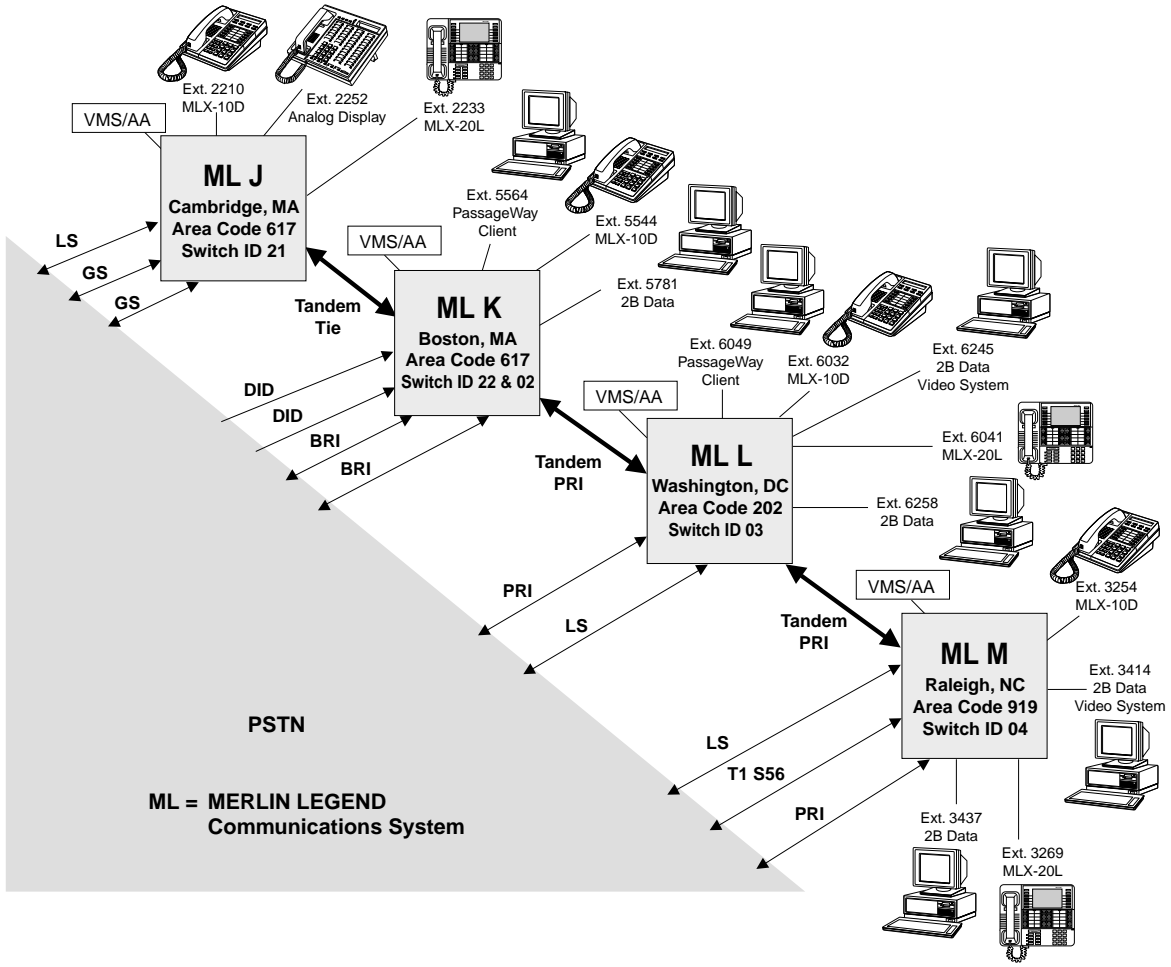 Ext. 2210
MLX-10D
Ext. 2252
Analog Display
Ext. 2233
MLX-20L
VMS/AA
ML J
Cambridge, MA
Area Code 617
Switch ID 21
LS
GS
GS
Tandem
Tie
VMS/AA
Ext. 5564
PassageWay
Client
Ext. 5544
MLX-10D
Ext. 5781
2B Data
ML K
Boston, MA
Area Code 617
Switch ID 22 & 02
DID
DID
BRI
BRI
Tandem
PRI
VMS/AA
Ext. 6049
PassageWay
Client
Ext. 6032
MLX-10D
Ext. 6245
2B Data
Video System
Ext. 6041
MLX-20L
Ext. 6258
2B Data
ML L
Washington, DC
Area Code 202
Switch ID 03
PRI
LS
Tandem
PRI
VMS/AA
Ext. 3254
MLX-10D
Ext. 3414
2B Data
Video System
ML M
Raleigh, NC
Area Code 919
Switch ID 04
LS
T1 S56
PRI
Ext. 3437
2B Data
Ext. 3269
MLX-20L
PSTN
ML = MERLIN LEGEND
Communications System